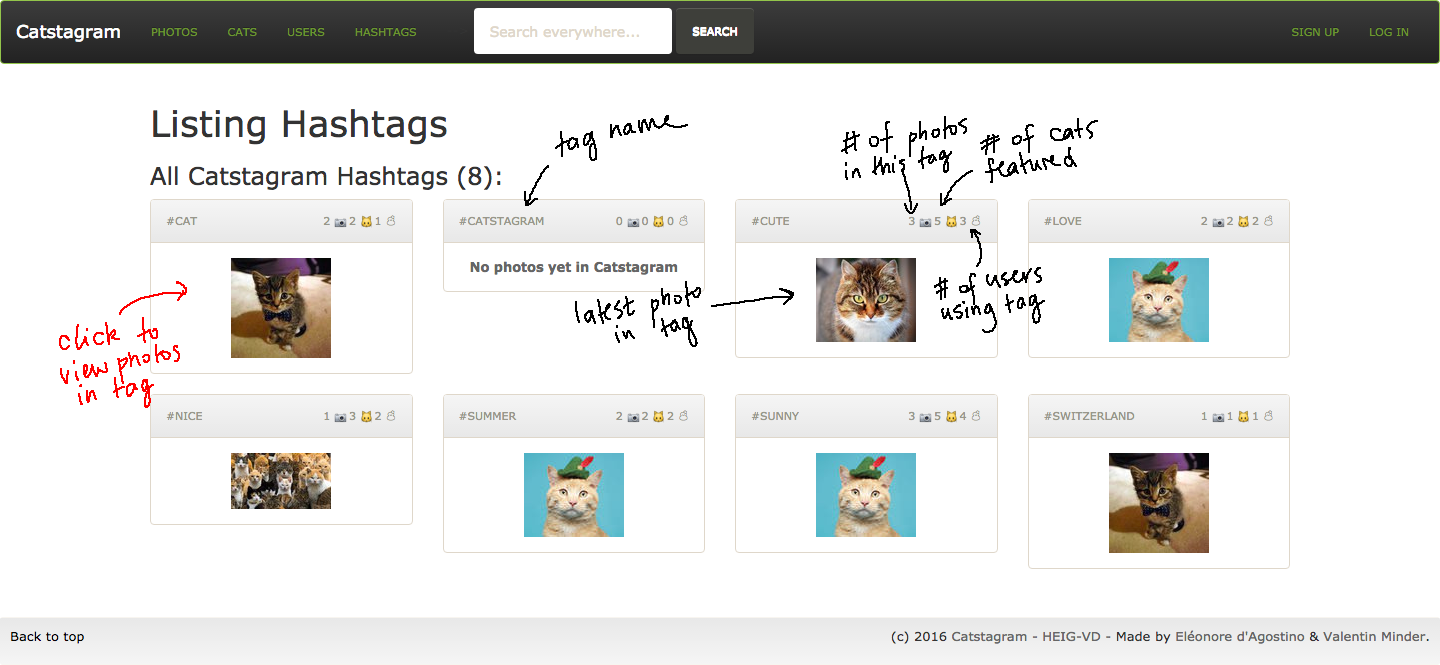 Catstagram PHOTOS CATS USERS HASHTAGS Search everywhere... SEARCH SIGN UP LOG IN
Listing Hashtags
All Catstagram Hashtags (8):
tag name
# of photos
in this tag
# of cats
featured
#CAT 2 2 1
#CATSTAGRAM 0 0 0
#CUTE 3 5 3
#LOVE 2 2 2
No photos yet in Catstagram
latest photo
in tag
# of users
using tag
click to
view photos
in tag
#NICE 1 3 2
#SUMMER 2 2 2
#SUNNY 3 5 4
#SWITZERLAND 1 1 1
Back to top
(c) 2016 Catstagram - HEIG-VD - Made by Eléonore d'Agostino & Valentin Minder.